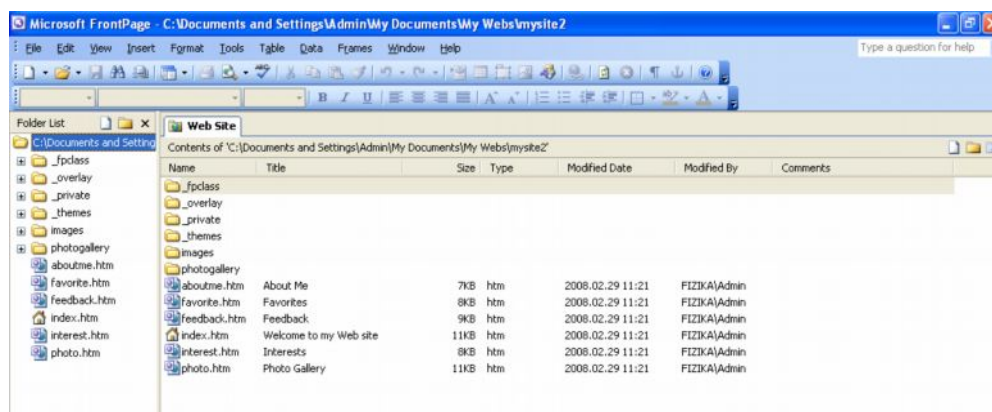 Microsoft FrontPage - C:\Documents and Settings\Admin\My Documents\My Webs\mysite2
File Edit View Insert Format Tools Table Data Frames Window Help Type a question for help
B I U A A A
Folder List Web Site
C:\Documents and Setting Contents of 'C:\Documents and Settings\Admin\My Documents\My Webs\mysite2'
_fpclass Name Title Size Type Modified Date Modified By Comments
_overlay _fpclass
_private _overlay
_themes _private
images _themes
photogallery images
aboutme.htm photogallery
favorite.htm aboutme.htm About Me 7KB htm 2008.02.29 11:21 FIZIKA\Admin
feedback.htm favorite.htm Favorites 8KB htm 2008.02.29 11:21 FIZIKA\Admin
index.htm feedback.htm Feedback 9KB htm 2008.02.29 11:21 FIZIKA\Admin
interest.htm index.htm Welcome to my Web site 11KB htm 2008.02.29 11:21 FIZIKA\Admin
photo.htm interest.htm Interests 8KB htm 2008.02.29 11:21 FIZIKA\Admin
photo.htm Photo Gallery 11KB htm 2008.02.29 11:21 FIZIKA\Admin